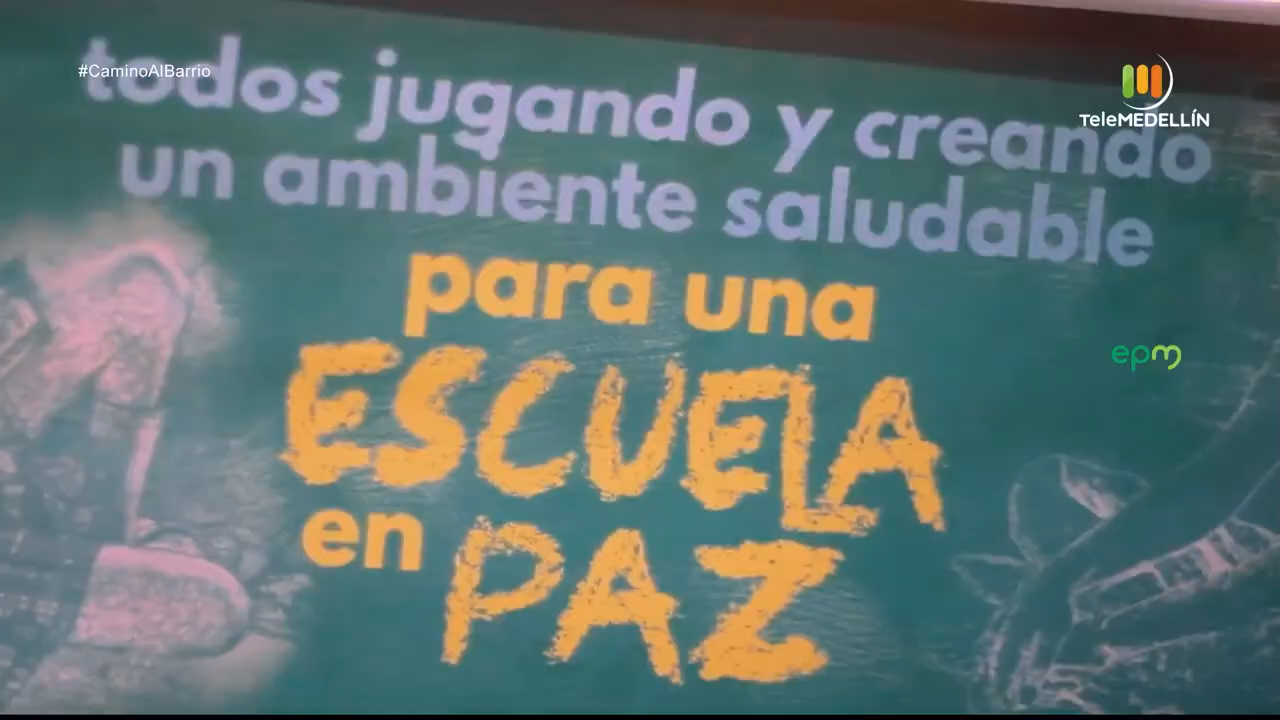 #CaminoAlBarrio
TeleMEDELLÍN
todos jugando y creando
un ambiente saludable
para una
ESCUELA
en PAZ
epm